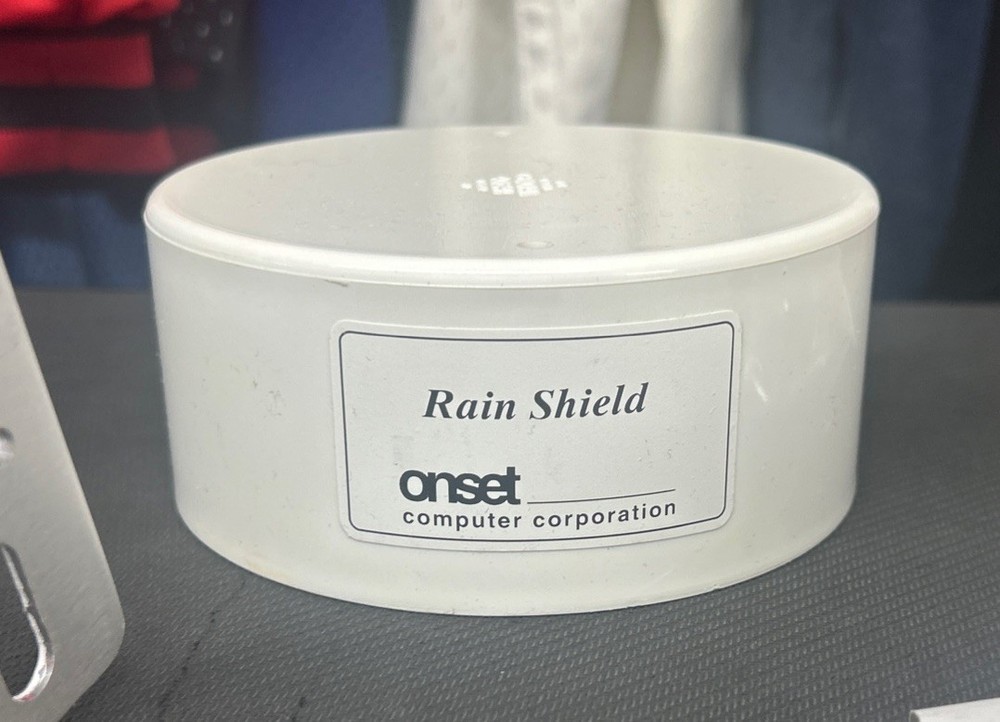 Rain Shield
onset
computer corporation